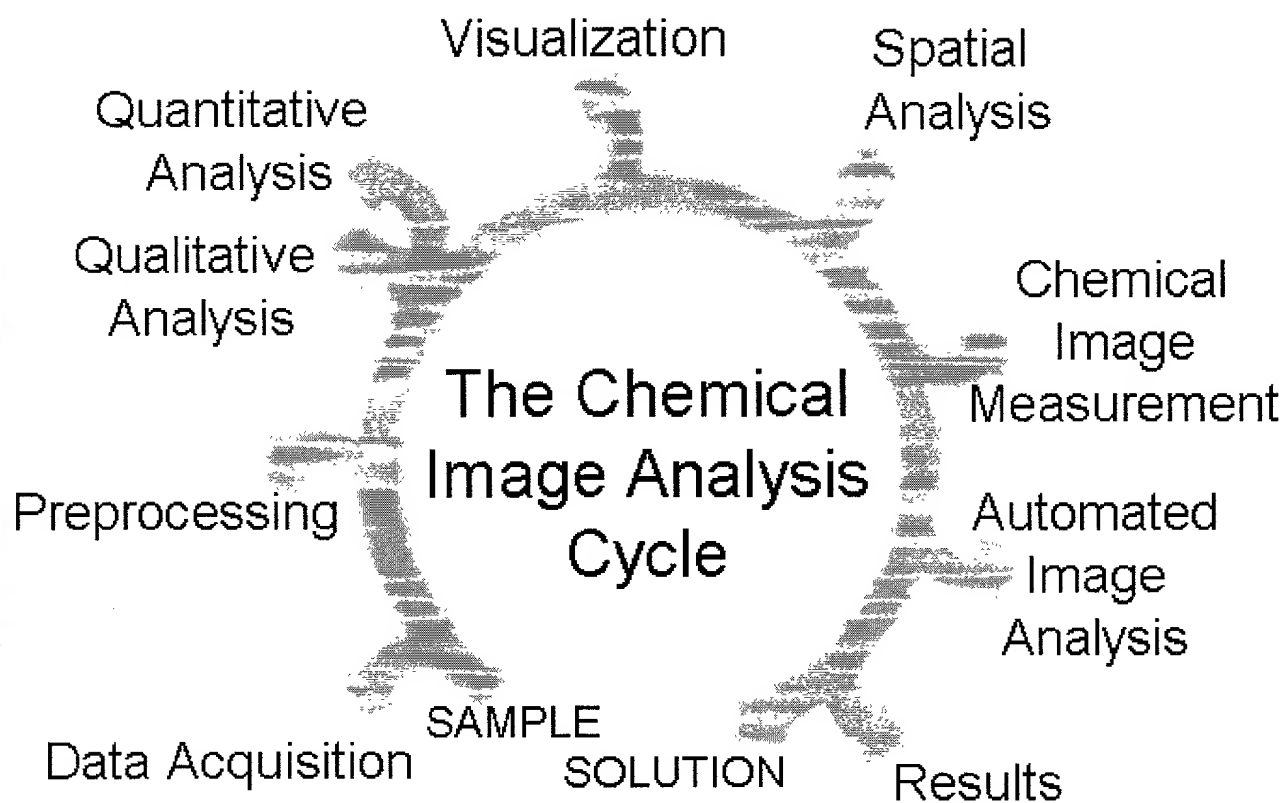 Visualization
Spatial
Analysis
Quantitative
Analysis
Qualitative
Analysis
Chemical
Image
Measurement
The Chemical
Image Analysis
Cycle
Preprocessing
Automated
Image
Analysis
SAMPLE
Data Acquisition
SOLUTION
Results